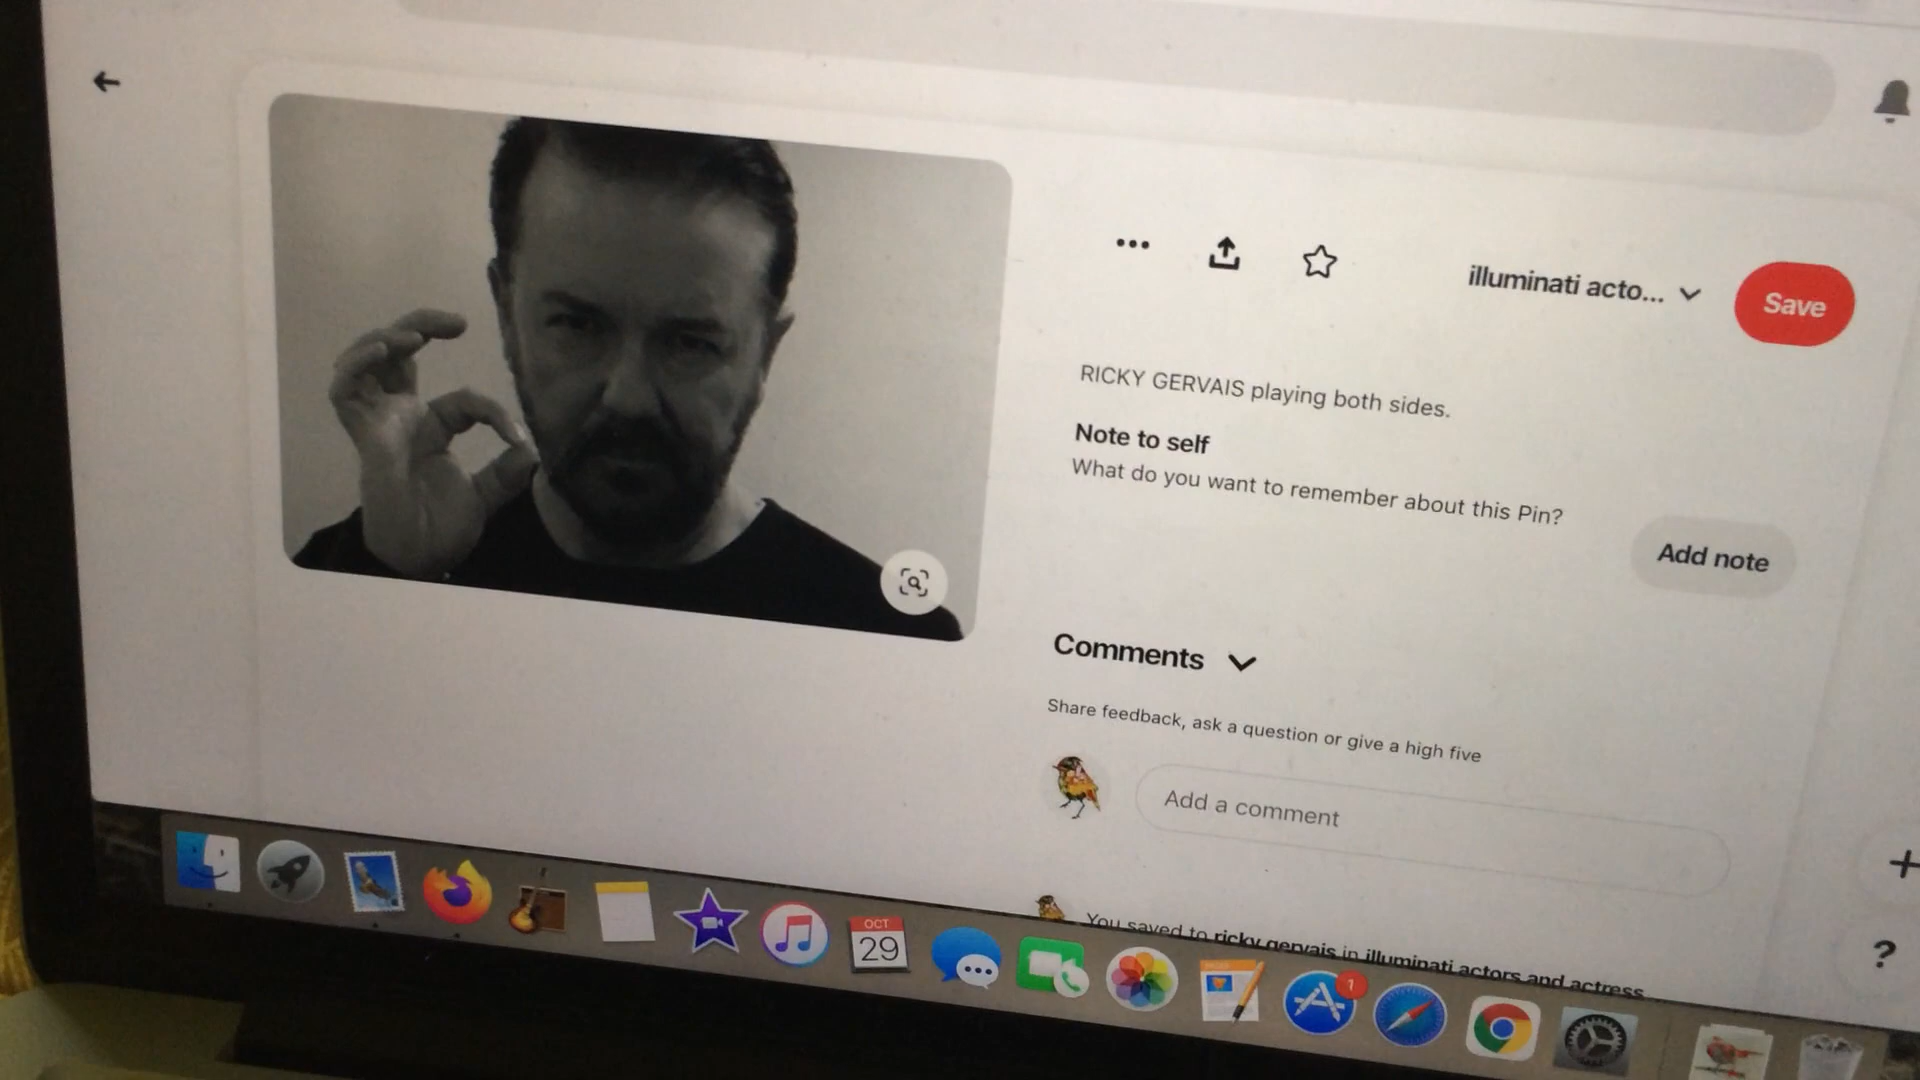 illuminati acto...
Save
RICKY GERVAIS playing both sides.
Note to self
What do you want to remember about this Pin?
Add note
Comments
Share feedback, ask a question or give a high five
Add a comment
You saved to ricky gervais in illuminati actors and actress
OCT
29
1
?